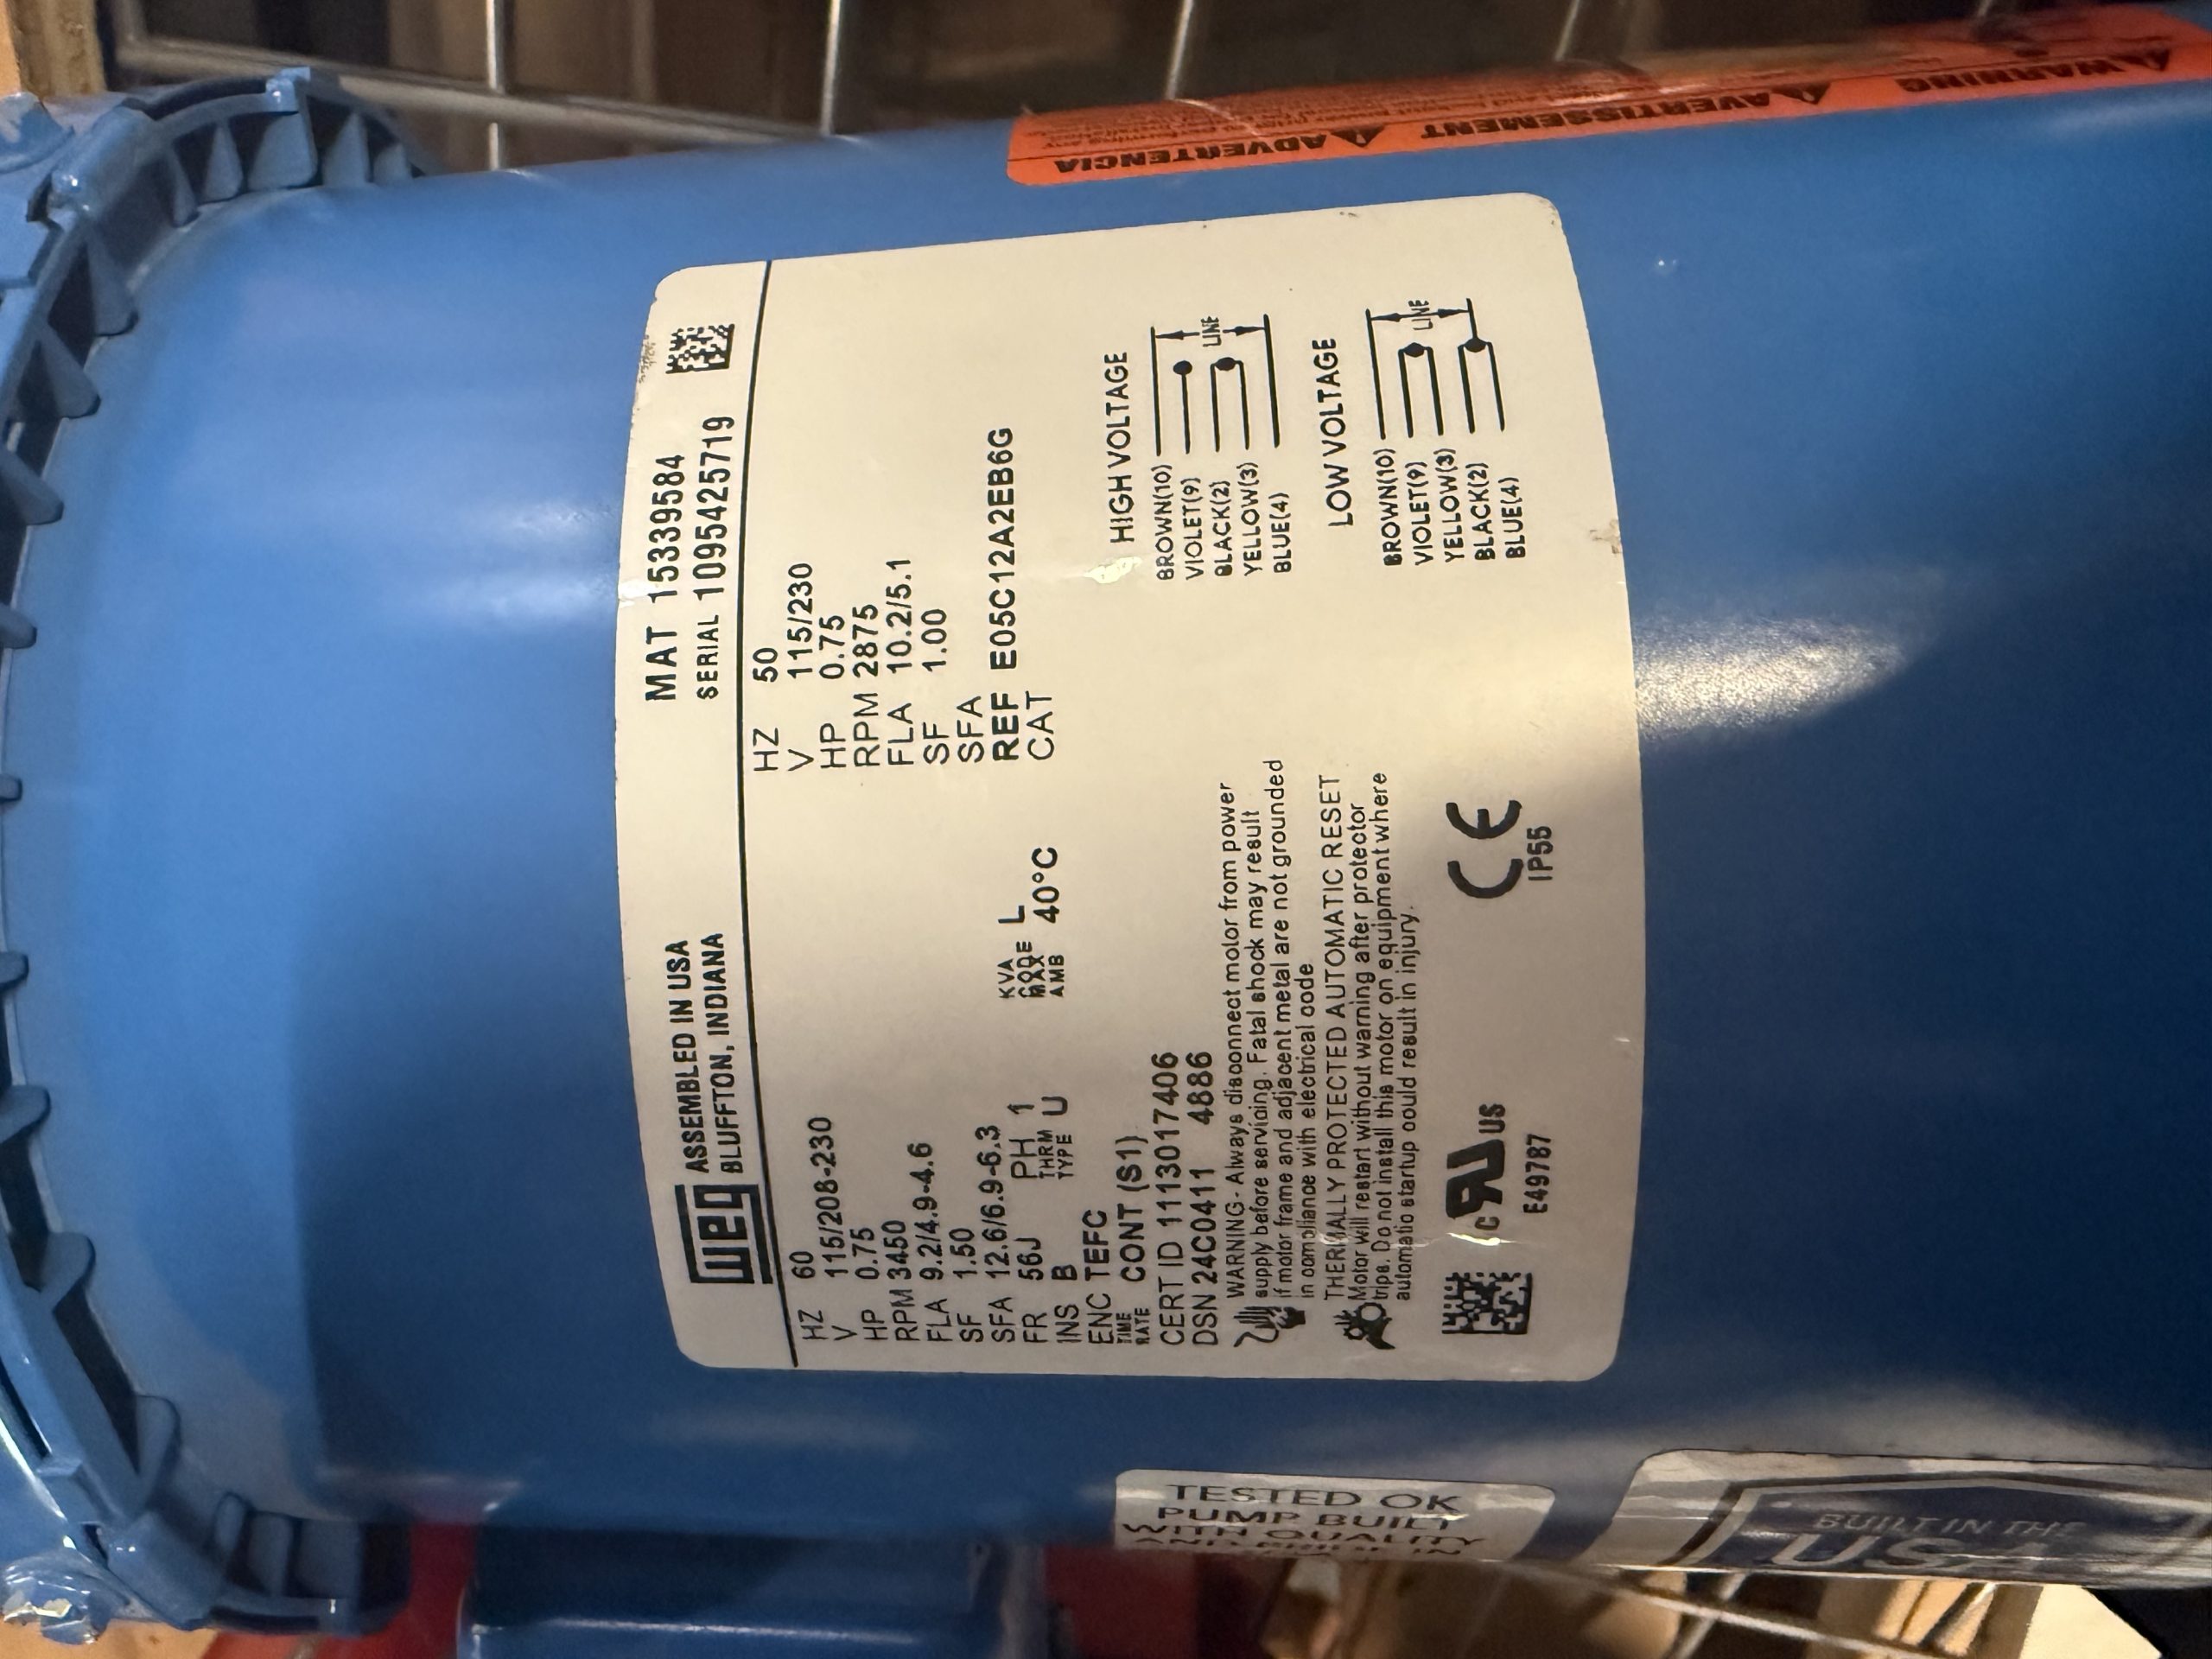 weg
ASSEMBLED IN USA
BLUFFTON, INDIANA
MAT 15339584
SERIAL 1095425719
HZ 60
V 115/208-230
HP 0.75
RPM 3450
FLA 9.2/4.9-4.6
SF 1.50
SFA 12.6/6.9-6.3
FR 56J PH 1
INS B THRM TYPE U
KVA CODE L
MAX AMB 40°C
ENC TEFC
TIME RATE CONT (S1)
CERT ID 1113017406
DSN 24C0411 4886
HZ 50
V 115/230
HP 0.75
RPM 2875
FLA 10.2/5.1
SF 1.00
SFA
REF E05C12A2EB6G
CAT
WARNING - Always disconnect motor from power
supply before servicing. Fatal shock may result
if motor frame and adjacent metal are not grounded
in compliance with electrical code
THERMALLY PROTECTED AUTOMATIC RESET
Motor will restart without warning after protector
trips. Do not install this motor on equipment where
automatic startup could result in injury.
c RU US
E49787
CE
IP55
HIGH VOLTAGE
BROWN(10)
VIOLET(9)
BLACK(2)
YELLOW(3)
BLUE(4)
LINE
LOW VOLTAGE
BROWN(10)
VIOLET(9)
YELLOW(3)
BLACK(2)
BLUE(4)
LINE
WARNING
AVERTISSEMENT
ADVERTENCIA
TESTED OK
PUMP BUILT
WITH QUALITY
BUILT IN THE
USA